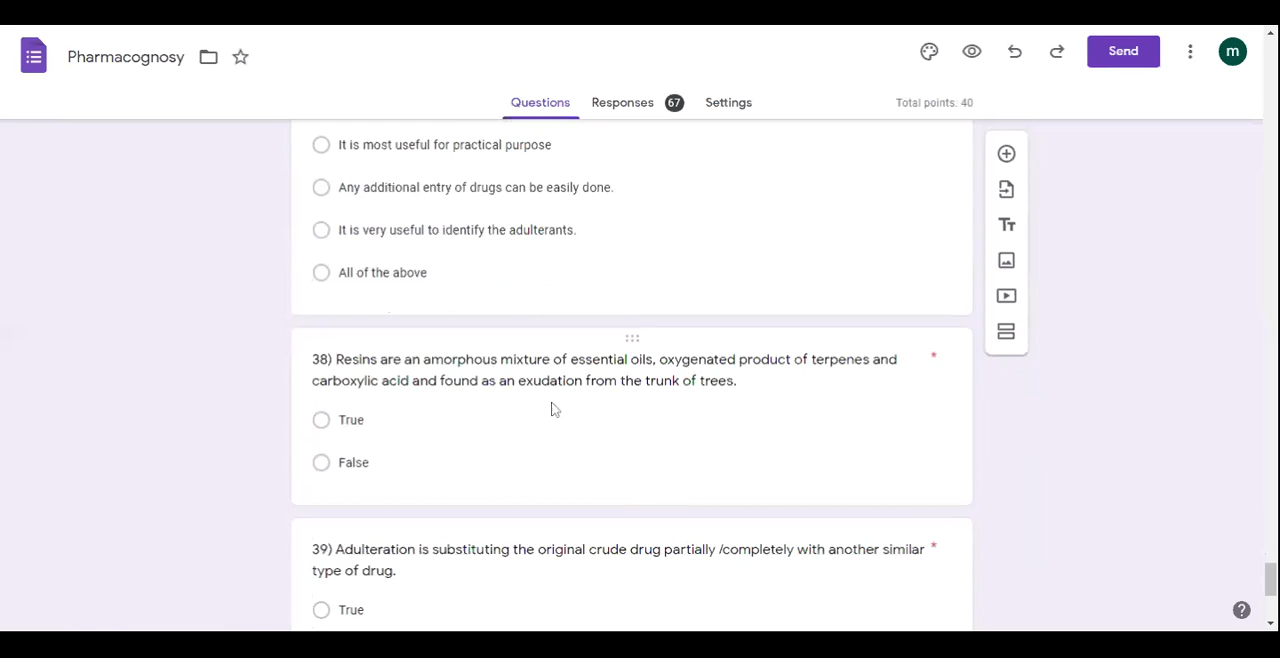 Pharmacognosy
Send
m
Questions
Responses 67
Settings
Total points. 40
It is most useful for practical purpose
Any additional entry of drugs can be easily done.
It is very useful to identify the adulterants.
All of the above
38) Resins are an amorphous mixture of essential oils, oxygenated product of terpenes and *
carboxylic acid and found as an exudation from the trunk of trees.
True
False
39) Adulteration is substituting the original crude drug partially /completely with another similar *
type of drug.
True
Tт
?